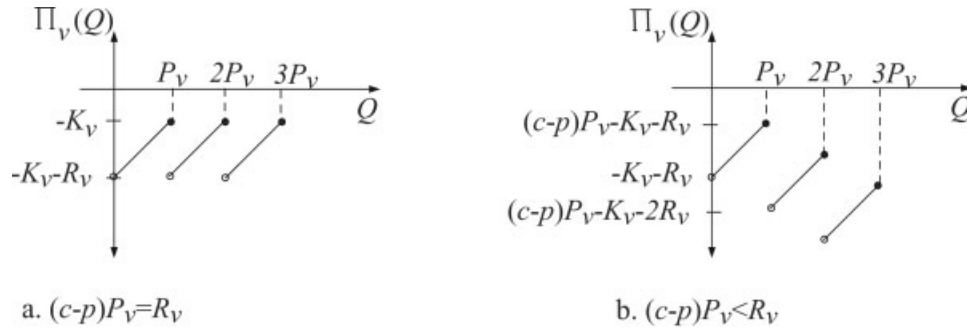 Π_v(Q)
P_v 2P_v 3P_v
Q
-K_v
-K_v-R_v
a. (c-p)P_v=R_v
Π_v(Q)
P_v 2P_v 3P_v
Q
(c-p)P_v-K_v-R_v
-K_v-R_v
(c-p)P_v-K_v-2R_v
b. (c-p)P_v<R_v